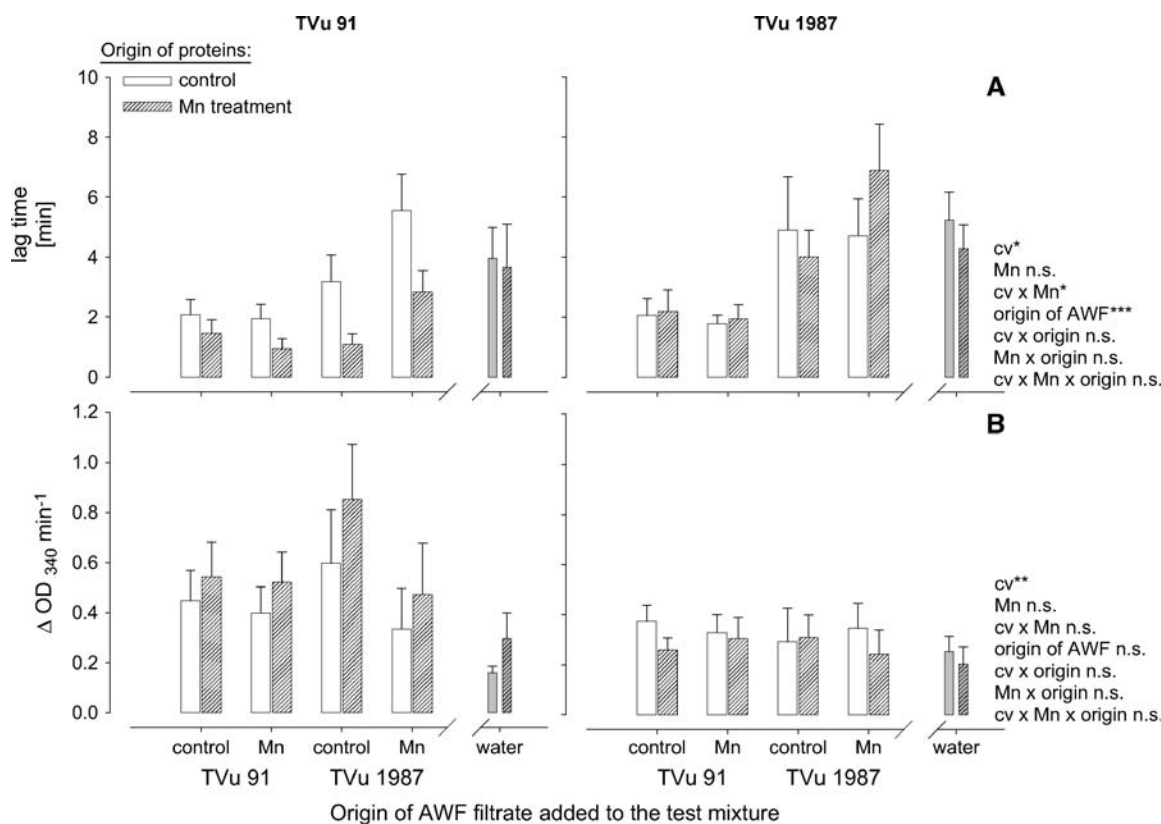 TVu 91
TVu 1987
Origin of proteins:
control
Mn treatment
A
lag time
[min]
10
8
6
4
2
0
cv*
Mn n.s.
cv x Mn*
origin of AWF***
cv x origin n.s.
Mn x origin n.s.
cv x Mn x origin n.s.
B
Δ OD 340 min-1
1.2
1.0
0.8
0.6
0.4
0.2
0.0
cv**
Mn n.s.
cv x Mn n.s.
origin of AWF n.s.
cv x origin n.s.
Mn x origin n.s.
cv x Mn x origin n.s.
control Mn control Mn water
TVu 91 TVu 1987
control Mn control Mn water
TVu 91 TVu 1987
Origin of AWF filtrate added to the test mixture